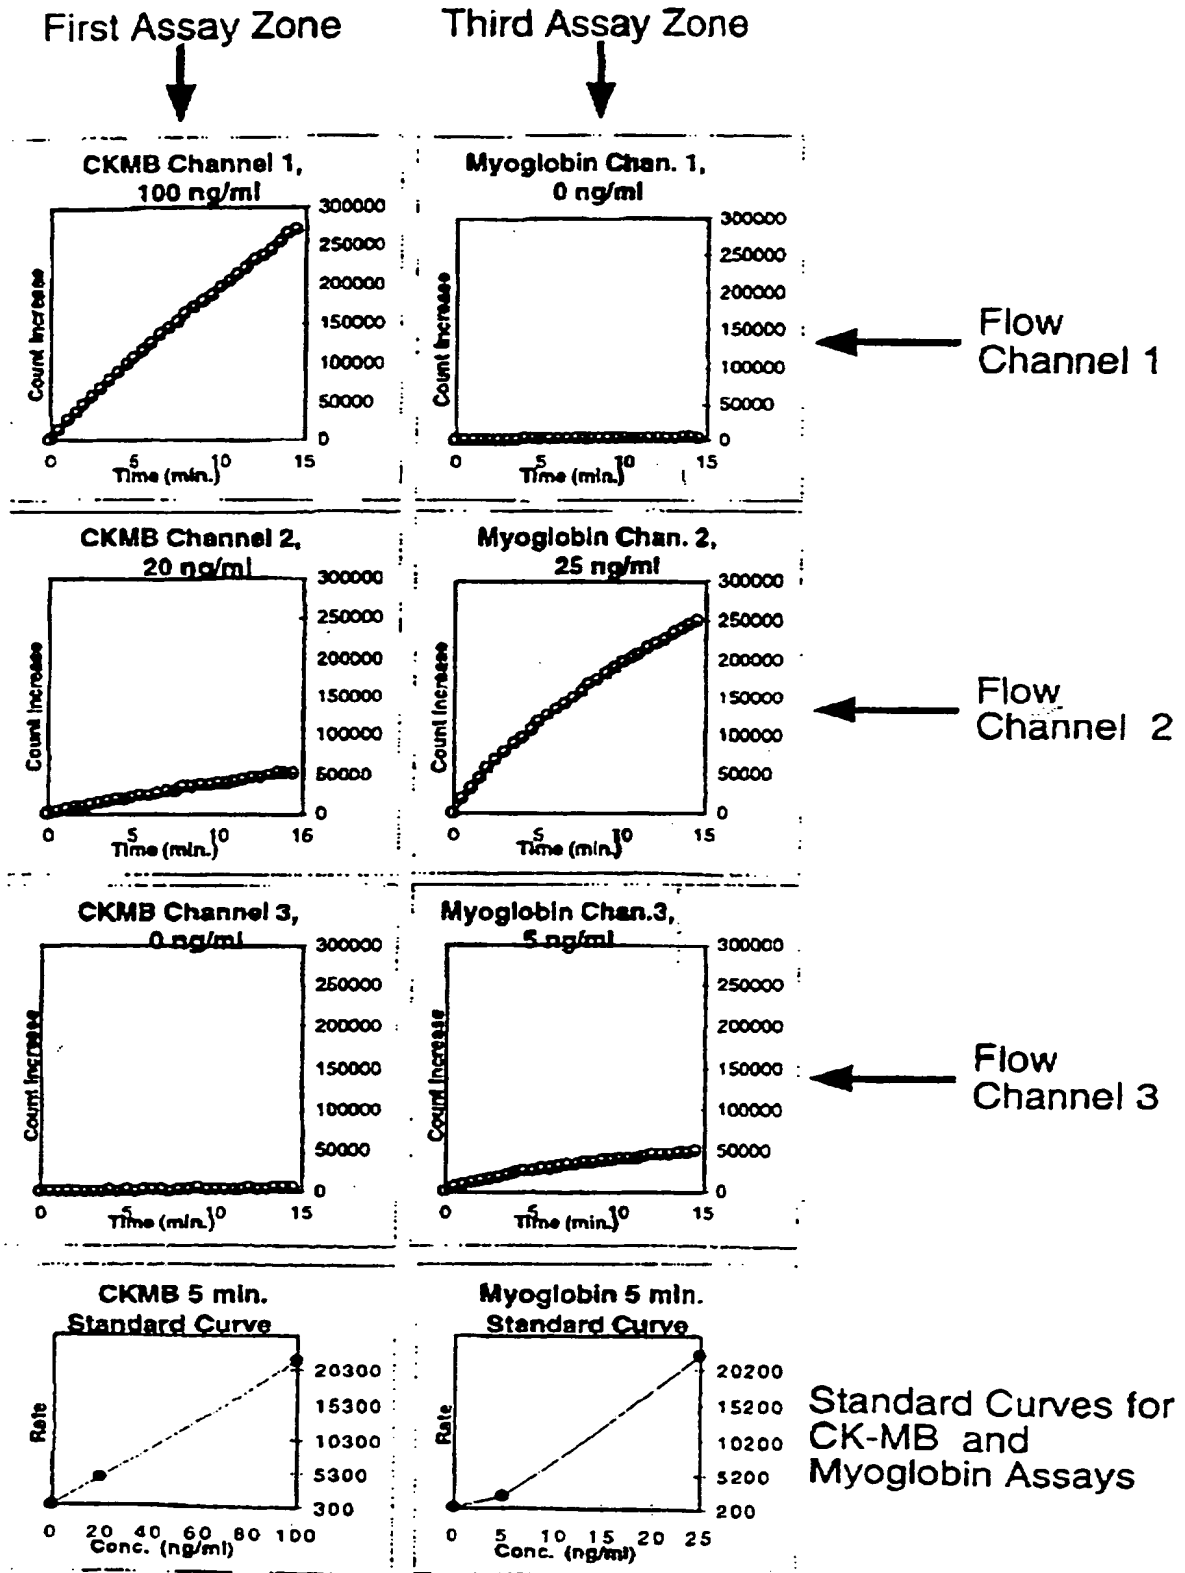 First Assay Zone
Third Assay Zone
CKMB Channel 1,
100 ng/ml
300000
250000
200000
150000
100000
50000
0
Count Increase
0 5 10 15
Time (min.)
Myoglobin Chan. 1,
0 ng/ml
300000
250000
200000
150000
100000
50000
0
Count Increase
0 5 10 15
Time (min.)
Flow
Channel 1
CKMB Channel 2,
20 ng/ml
300000
250000
200000
150000
100000
50000
0
Count Increase
0 5 10 16
Time (min.)
Myoglobin Chan. 2,
25 ng/ml
300000
250000
200000
150000
100000
50000
0
Count Increase
0 5 10 15
Time (min.)
Flow
Channel 2
CKMB Channel 3,
0 ng/ml
300000
250000
200000
150000
100000
50000
0
Count Increase
0 5 10 15
Time (min.)
Myoglobin Chan.3,
5 ng/ml
300000
250000
200000
150000
100000
50000
0
Count Increase
0 5 10 15
Time (min.)
Flow
Channel 3
CKMB 5 min.
Standard Curve
20300
15300
10300
5300
300
Rate
0 20 40 60 80 100
Conc. (ng/ml)
Myoglobin 5 min.
Standard Curve
20200
15200
10200
5200
200
Rate
0 5 10 15 20 25
Conc. (ng/ml)
Standard Curves for
CK-MB and
Myoglobin Assays